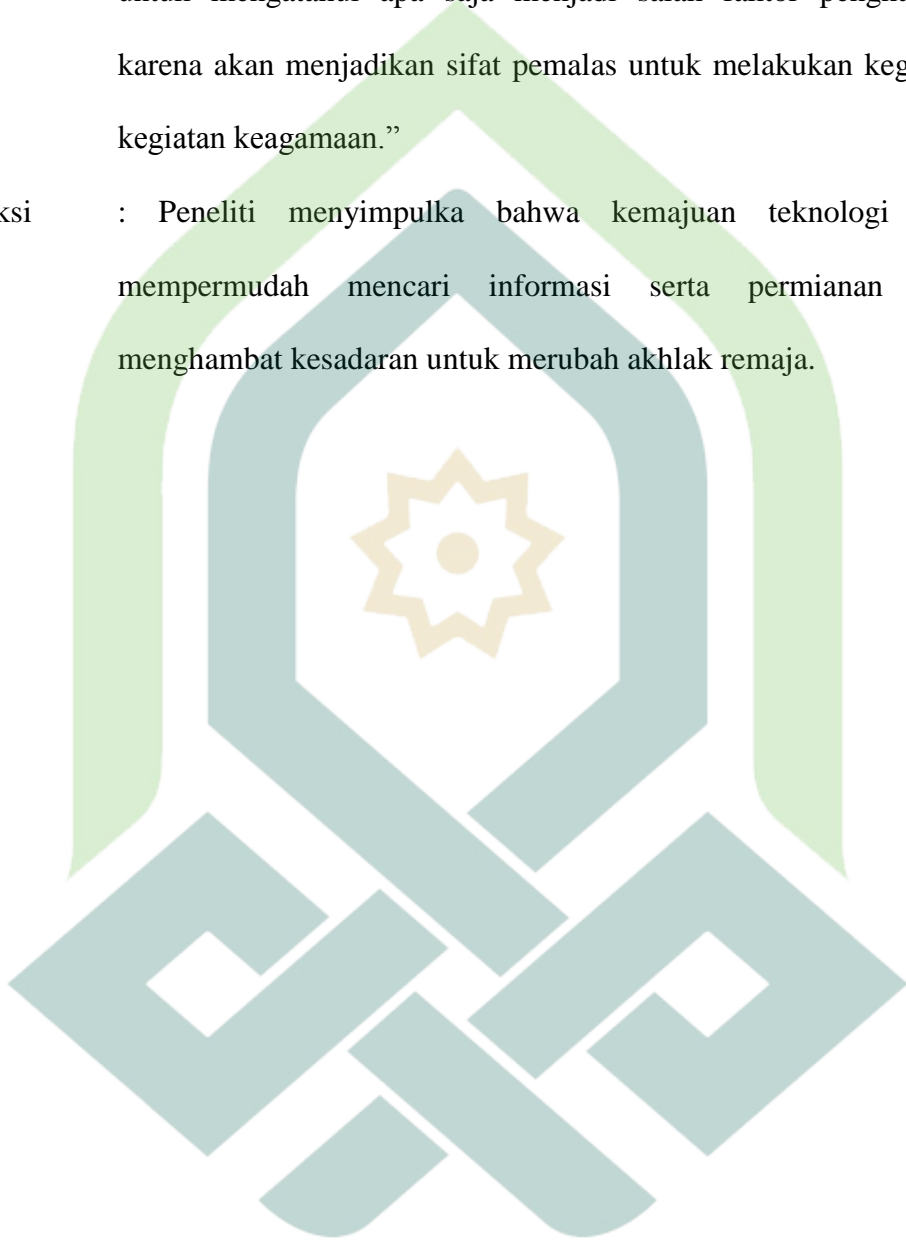 karena akan menjadikan sifat pemalas untuk melakukan keg
kegiatan keagamaan.”
ksi : Peneliti menyimpulka bahwa kemajuan teknologi
mempermudah mencari informasi serta permianan
menghambat kesadaran untuk merubah akhlak remaja.